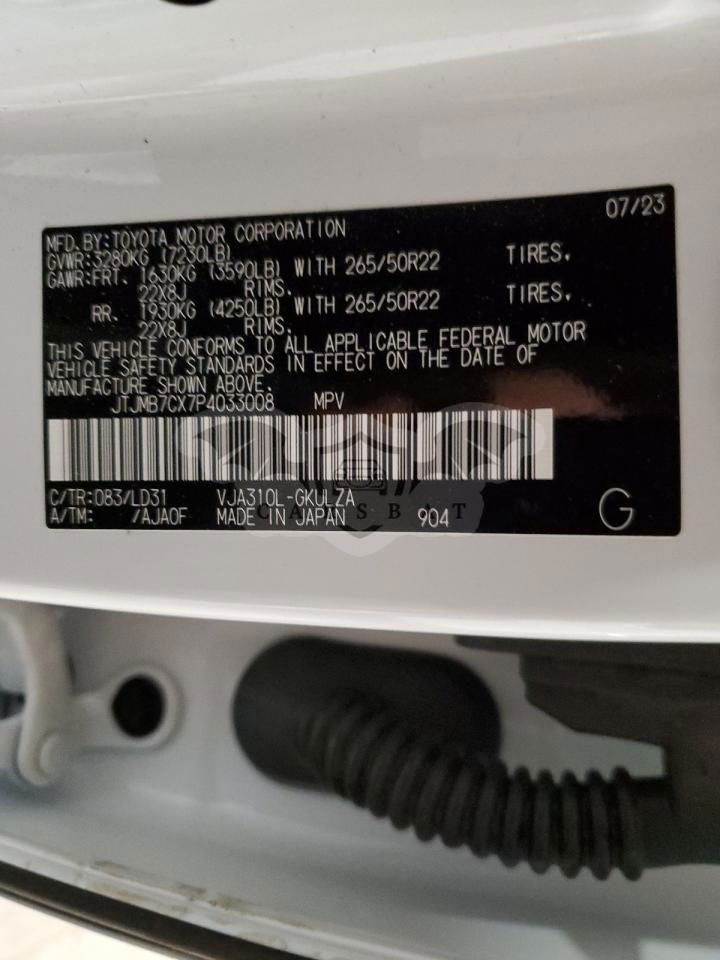 07/23
MFD. BY:TOYOTA MOTOR CORPORATION
GVWR:3280KG (7230LB)
GAWR:FRT. 1630KG (3590LB) WITH 265/50R22 TIRES.
22X8J RIMS.
RR. 1930KG (4250LB) WITH 265/50R22 TIRES.
22X8J RIMS.
THIS VEHICLE CONFORMS TO ALL APPLICABLE FEDERAL MOTOR
VEHICLE SAFETY STANDARDS IN EFFECT ON THE DATE OF
MANUFACTURE SHOWN ABOVE.
JTJMB7CX7P4033008 MPV
C/TR:083/LD31 VJA310L-GKULZA
A/TM: /AJA0F MADE IN JAPAN 904 G
CARSBAT